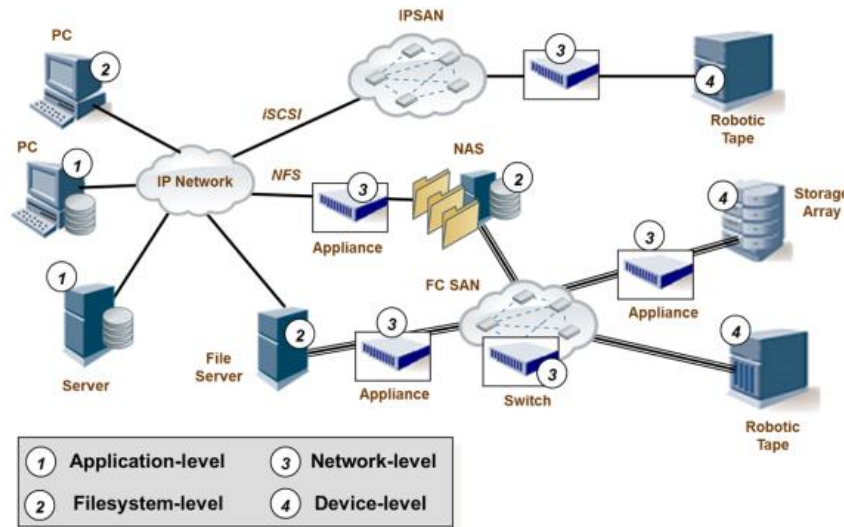 PC
2
PC
1
1
Server
IP Network
iSCSI
NFS
IPSAN
3
4
Robotic
Tape
3
Appliance
NAS
2
2
File
Server
3
Appliance
FC SAN
3
Switch
3
Appliance
4
Storage
Array
4
Robotic
Tape
1 Application-level
2 Filesystem-level
3 Network-level
4 Device-level